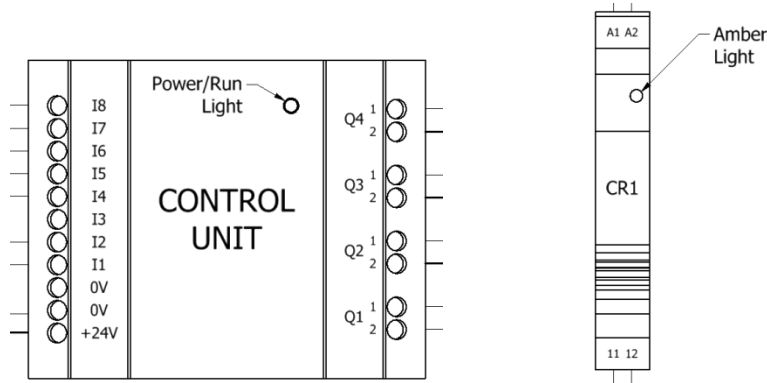 Power/Run
Light
I8
I7
I6
I5
I4
I3
I2
I1
0V
0V
+24V
CONTROL
UNIT
Q4 1
2
Q3 1
2
Q2 1
2
Q1 1
2
A1 A2
Amber
Light
CR1
11 12